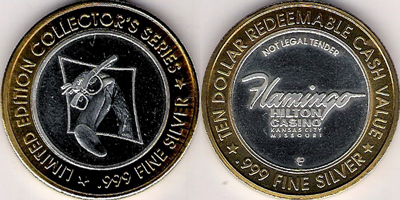 LIMITED EDITION COLLECTOR'S SERIES
.999 FINE SILVER
TEN DOLLAR REDEEMABLE CASH VALUE
NOT LEGAL TENDER
Flamingo
HILTON
CASINO
KANSAS CITY
MISSOURI
.999 FINE SILVER